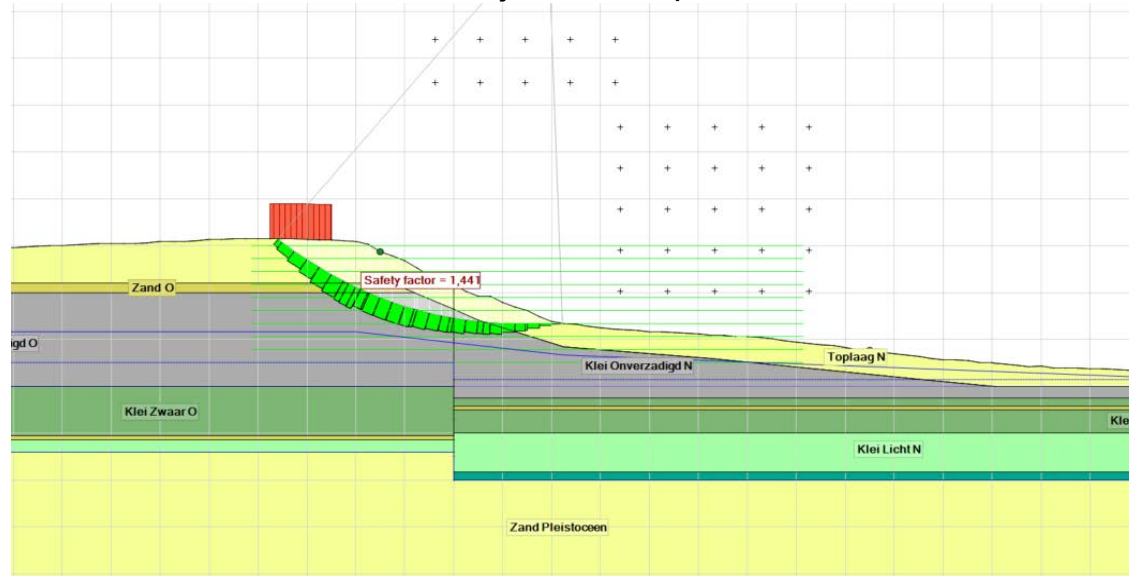 Safety factor = 1,441
Zand O
igd O
Toplaag N
Klei Onverzadigd N
Klei Zwaar O
Kle
Klei Licht N
Zand Pleistoceen